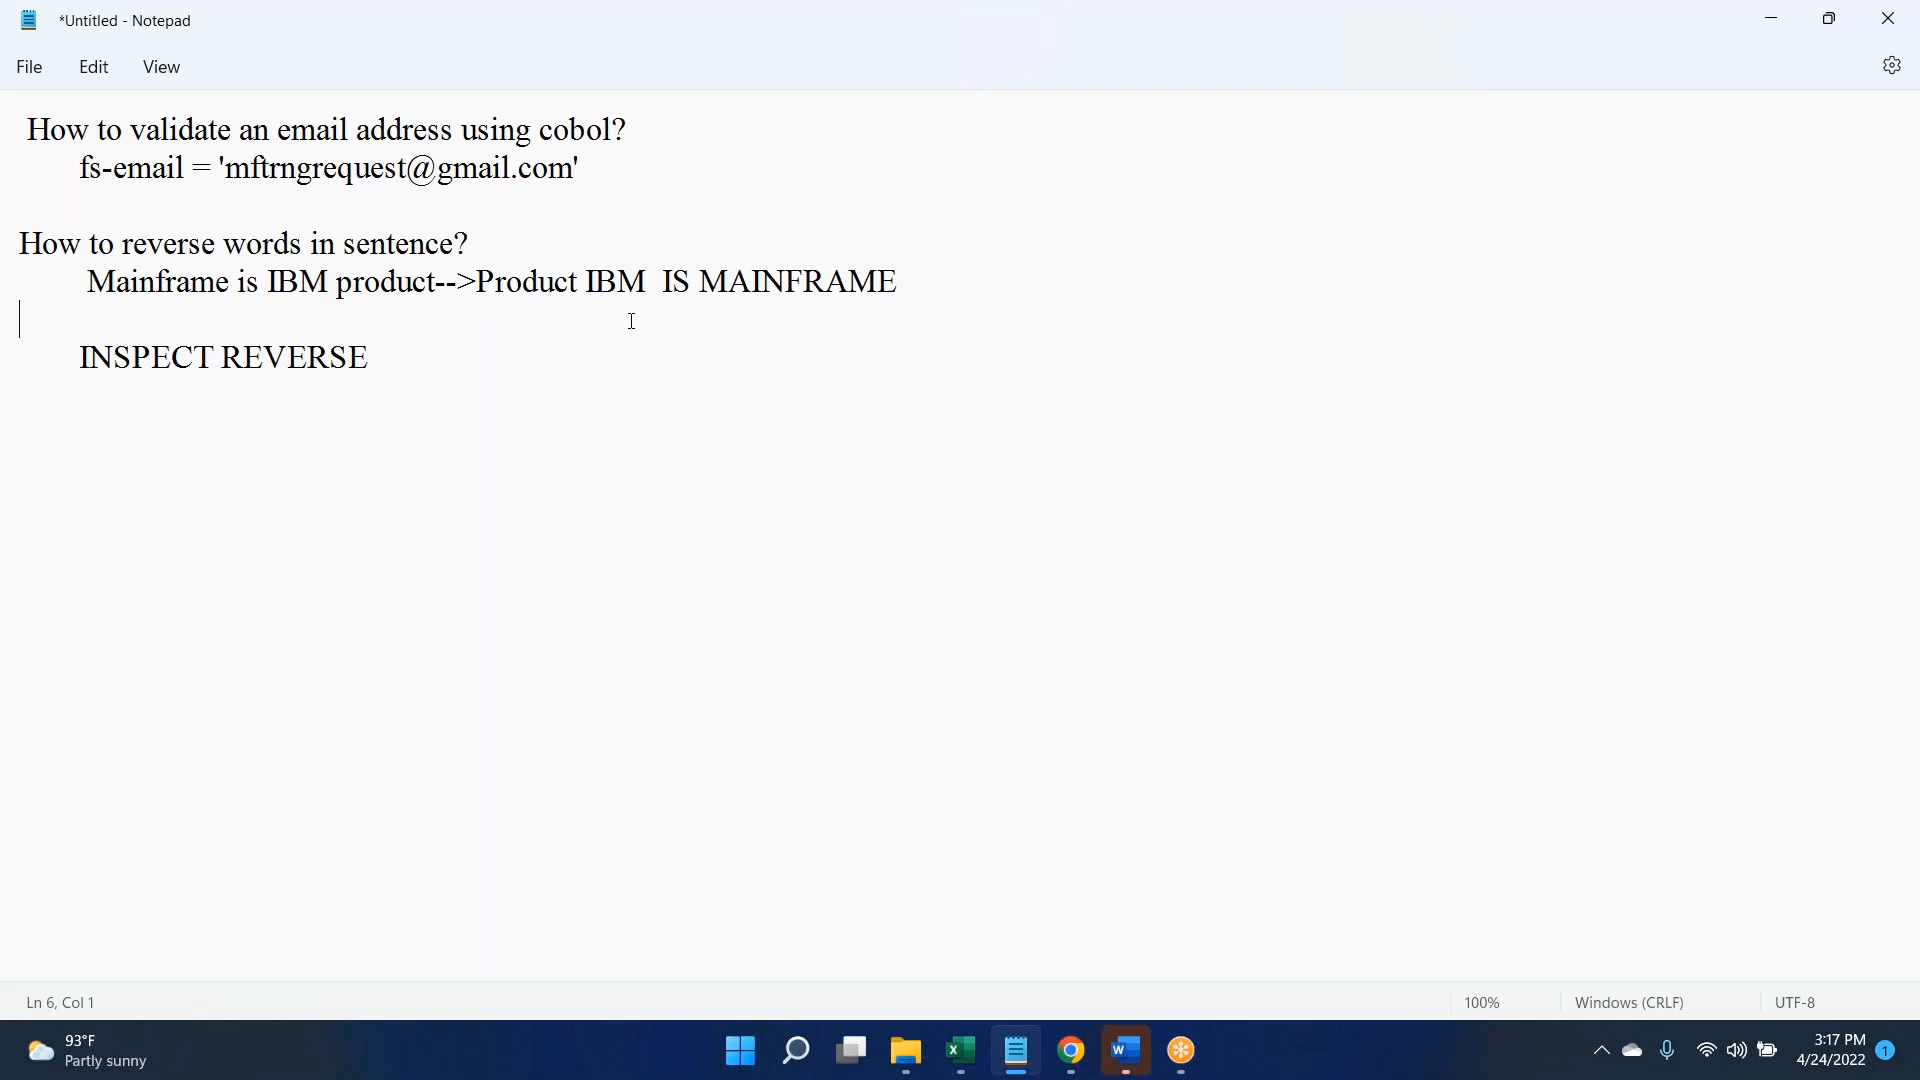 *Untitled - Notepad
File Edit View
How to validate an email address using cobol?
fs-email = 'mftrngrequest@gmail.com'
How to reverse words in sentence?
Mainframe is IBM product-->Product IBM  IS MAINFRAME
INSPECT REVERSE
Ln 6, Col 1 100% Windows (CRLF) UTF-8
93°F
Partly sunny
3:17 PM
4/24/2022
1